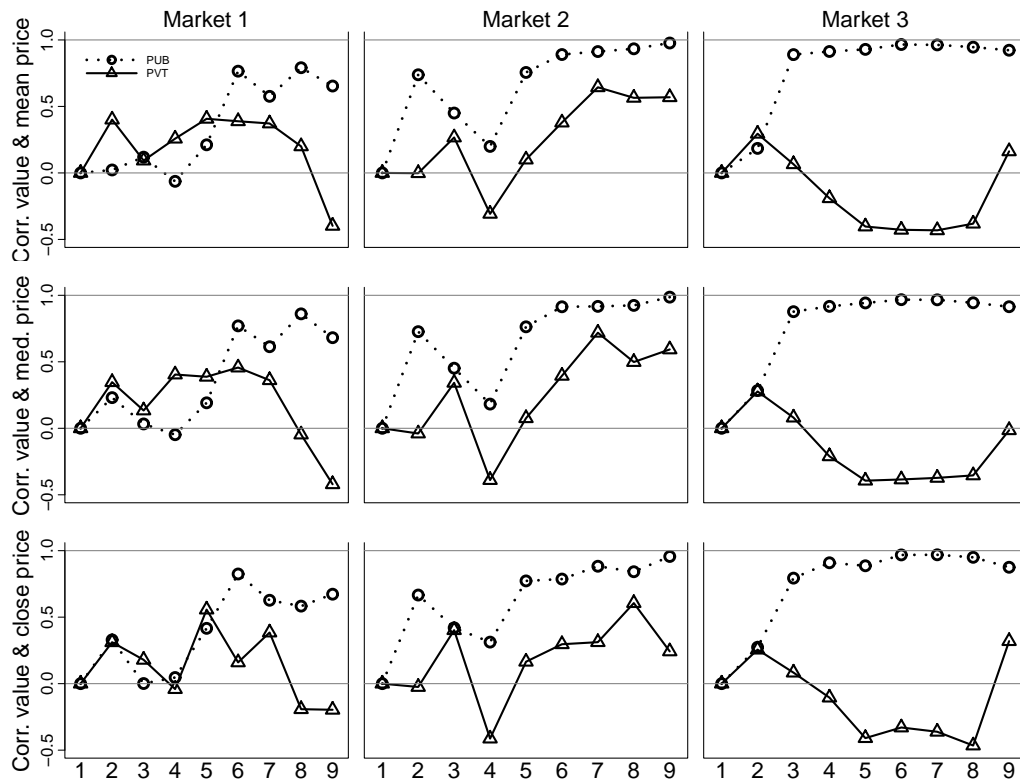 Market 1 Market 2 Market 3
Corr. value & mean price
1.0
0.5
0.0
−0.5
PUB
PVT
Corr. value & med. price
1.0
0.5
0.0
−0.5
Corr. value & close price
1.0
0.5
0.0
−0.5
1 2 3 4 5 6 7 8 9 1 2 3 4 5 6 7 8 9 1 2 3 4 5 6 7 8 9